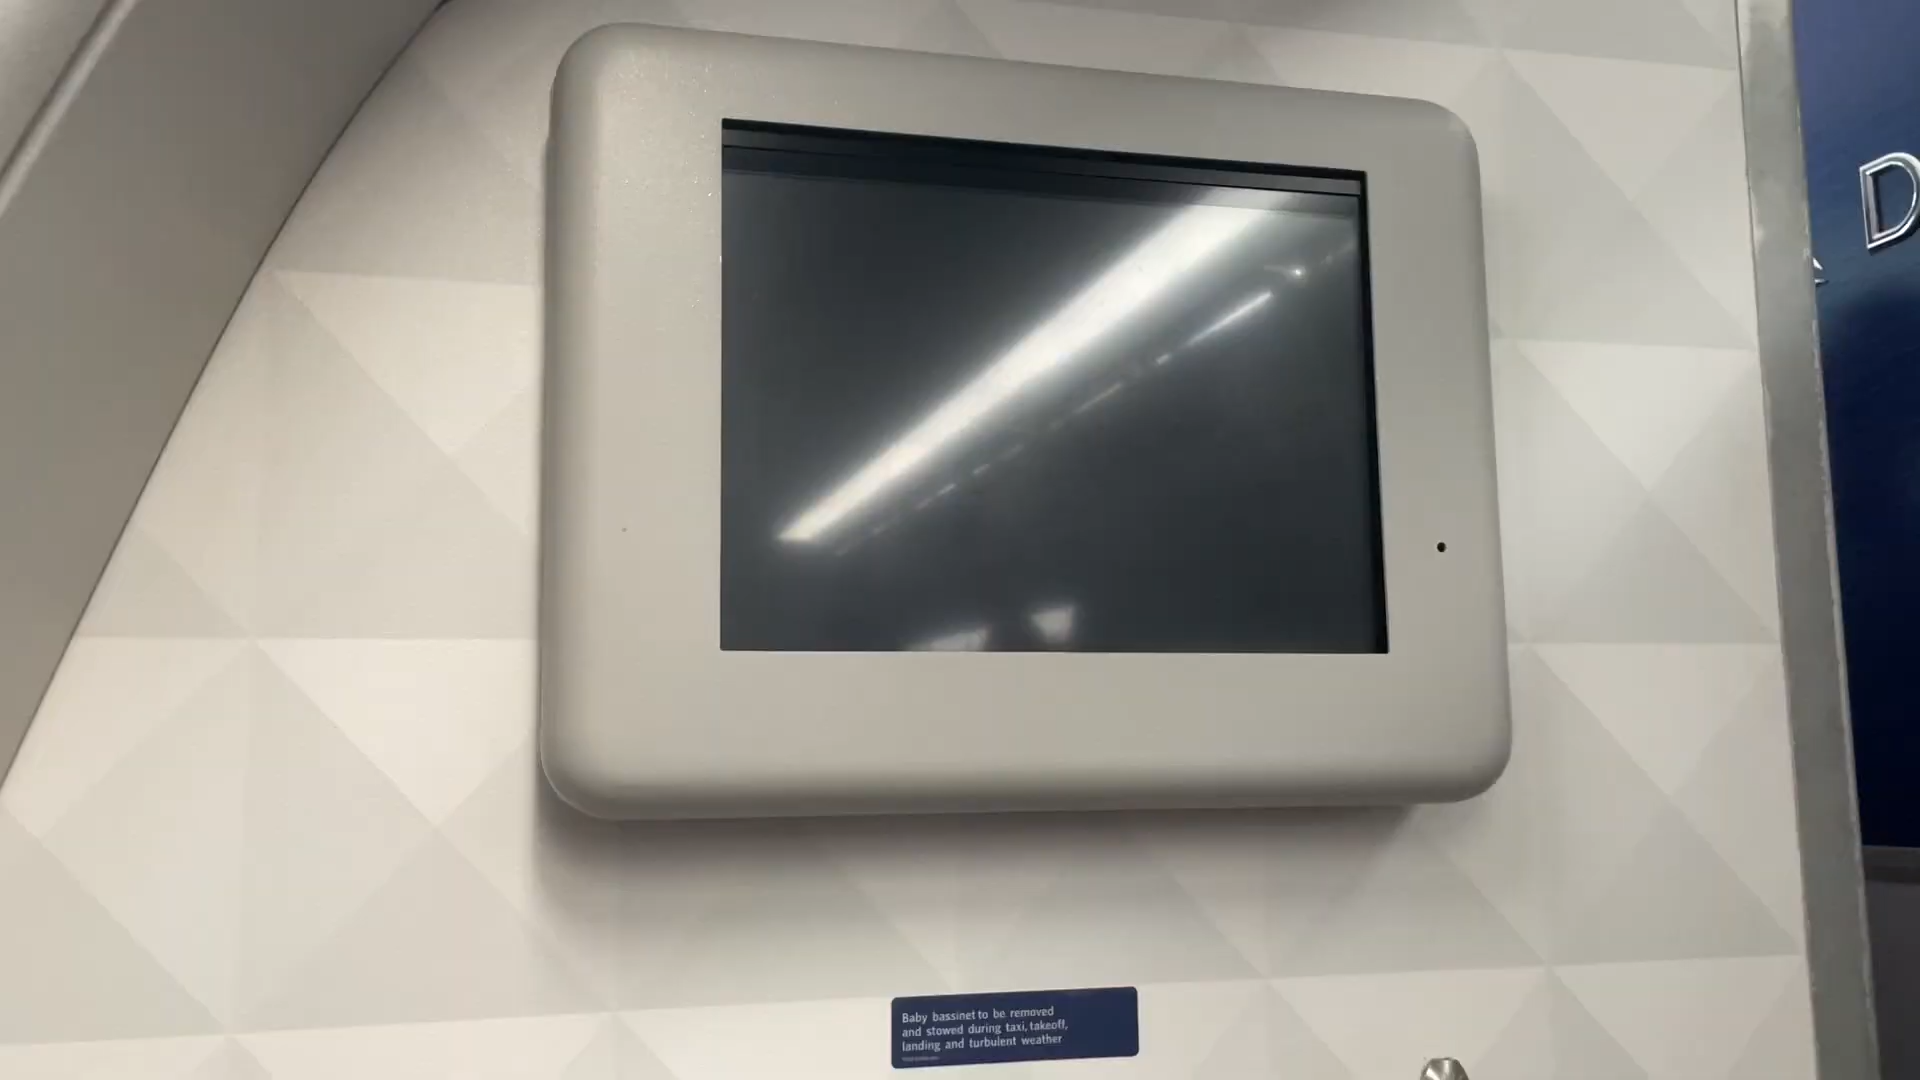 D
Baby bassinet to be removed
and stowed during taxi, takeoff,
landing and turbulent weather